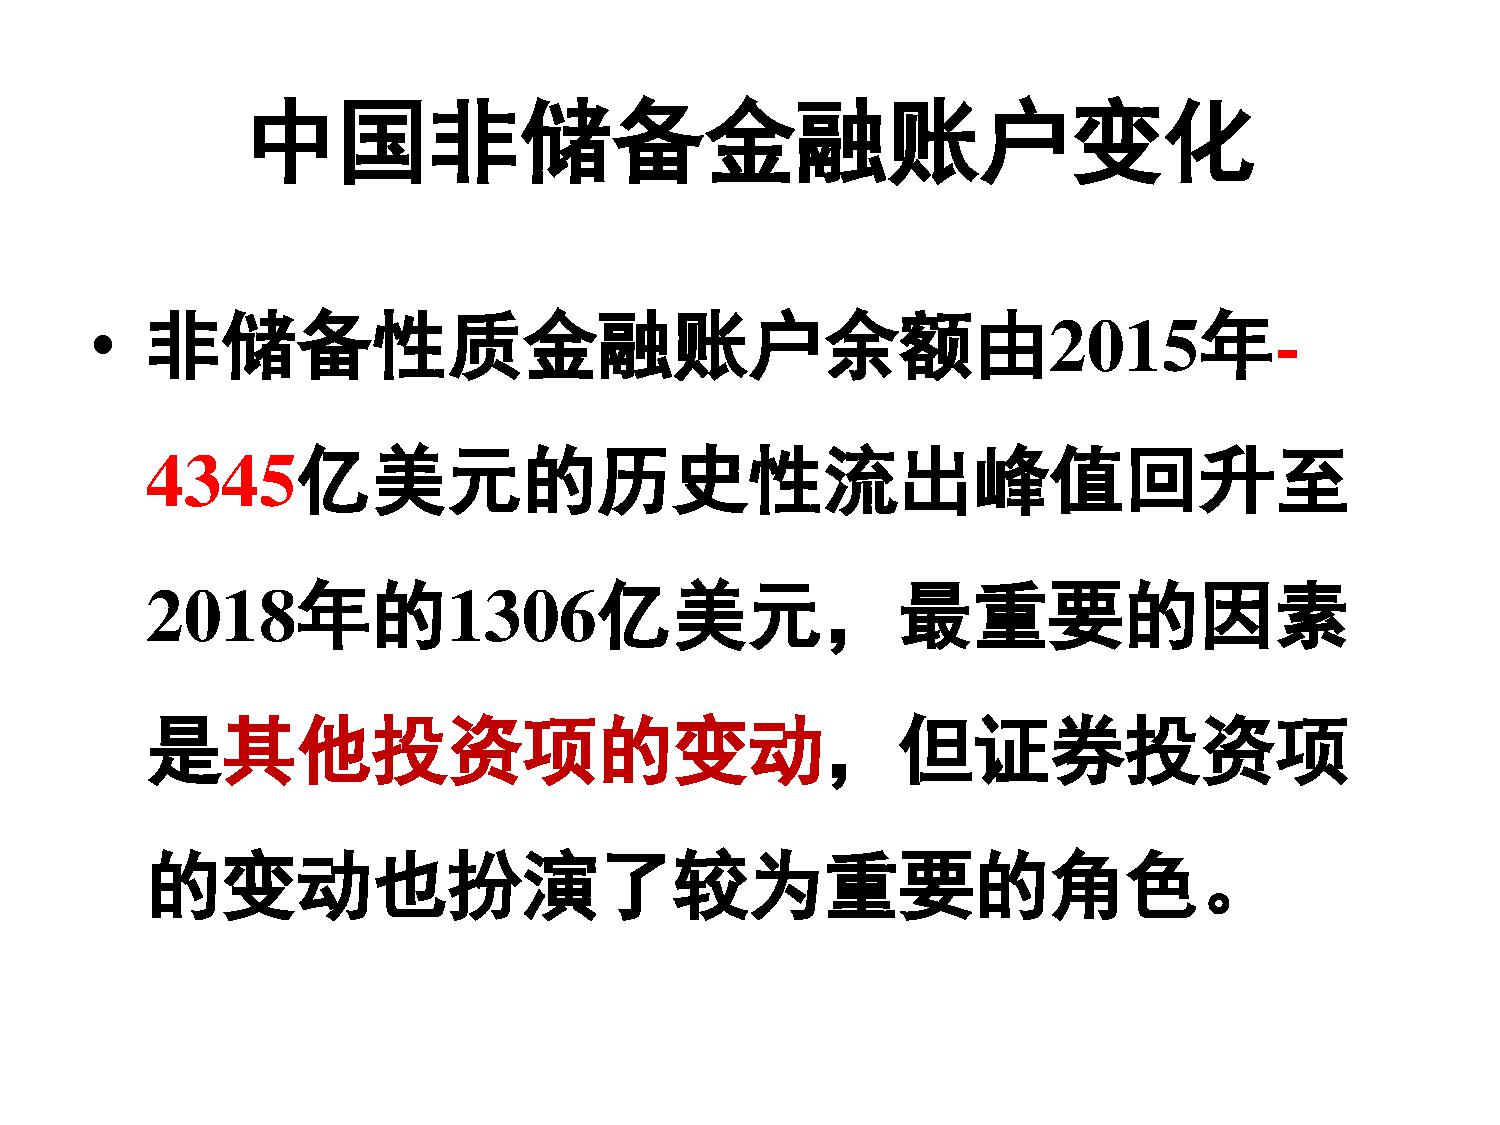 中国非储备金融账户变化
• 非储备性质金融账户余额由2015年-
4345亿美元的历史性流出峰值回升至
2018年的1306亿美元，最重要的因素
是其他投资项的变动，但证券投资项
的变动也扮演了较为重要的角色。